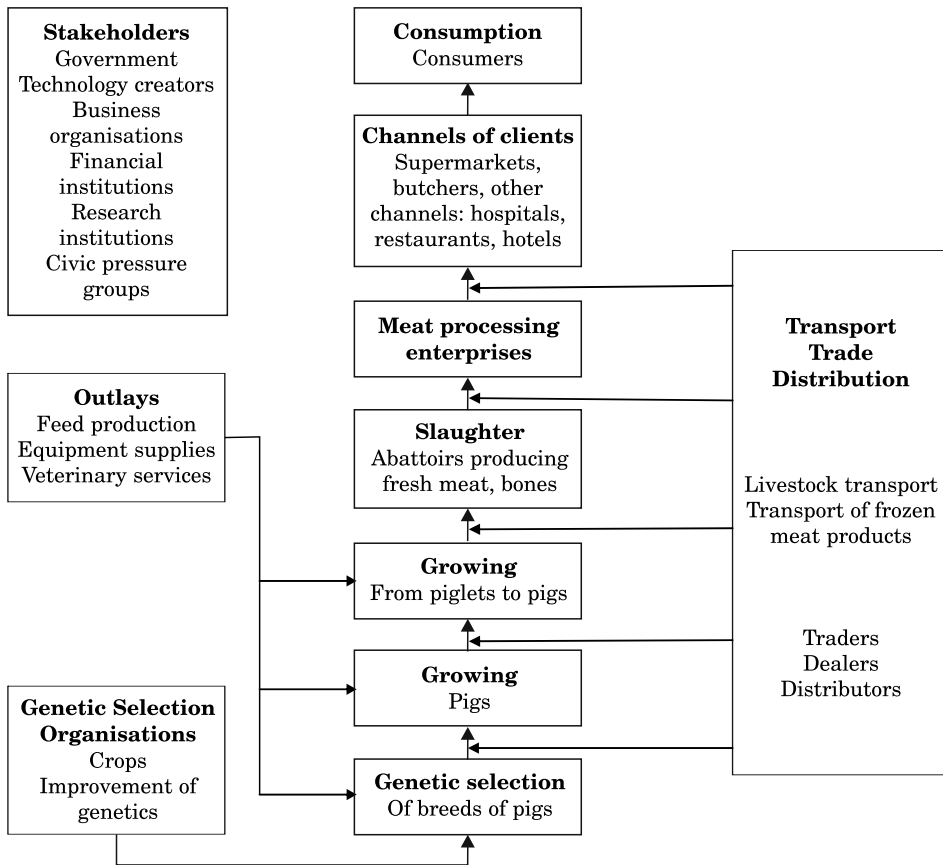 Stakeholders
Government
Technology creators
Business
organisations
Financial
institutions
Research
institutions
Civic pressure
groups
Consumption
Consumers
Channels of clients
Supermarkets,
butchers, other
channels: hospitals,
restaurants, hotels
Meat processing
enterprises
Transport
Trade
Distribution
Outlays
Feed production
Equipment supplies
Veterinary services
Slaughter
Abattoirs producing
fresh meat, bones
Livestock transport
Transport of frozen
meat products
Growing
From piglets to pigs
Traders
Dealers
Distributors
Growing
Pigs
Genetic Selection
Organisations
Crops
Improvement of
genetics
Genetic selection
Of breeds of pigs